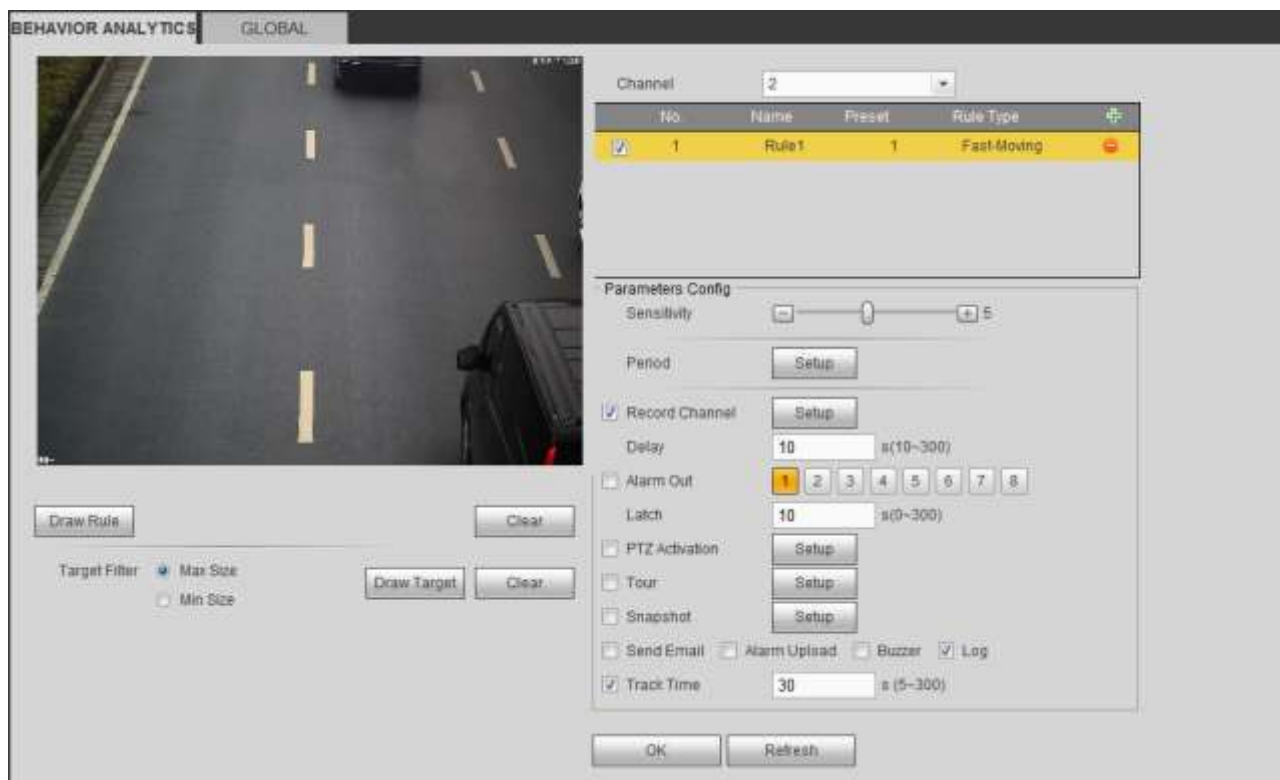 BEHAVIOR ANALYTICS
GLOBAL
Channel 2
No. Name Preset Rule Type
1 Rule1 1 Fast-Moving
Parameters Config
Sensitivity 5
Period Setup
Record Channel Setup
Delay 10 s(10~300)
Alarm Out 1 2 3 4 5 6 7 8
Latch 10 s(0~300)
PTZ Activation Setup
Tour Setup
Snapshot Setup
Send Email Alarm Upload Buzzer Log
Track Time 30 s (5~300)
OK Refresh
Draw Rule Clear
Target Filter Max Size Draw Target Clear
Min Size